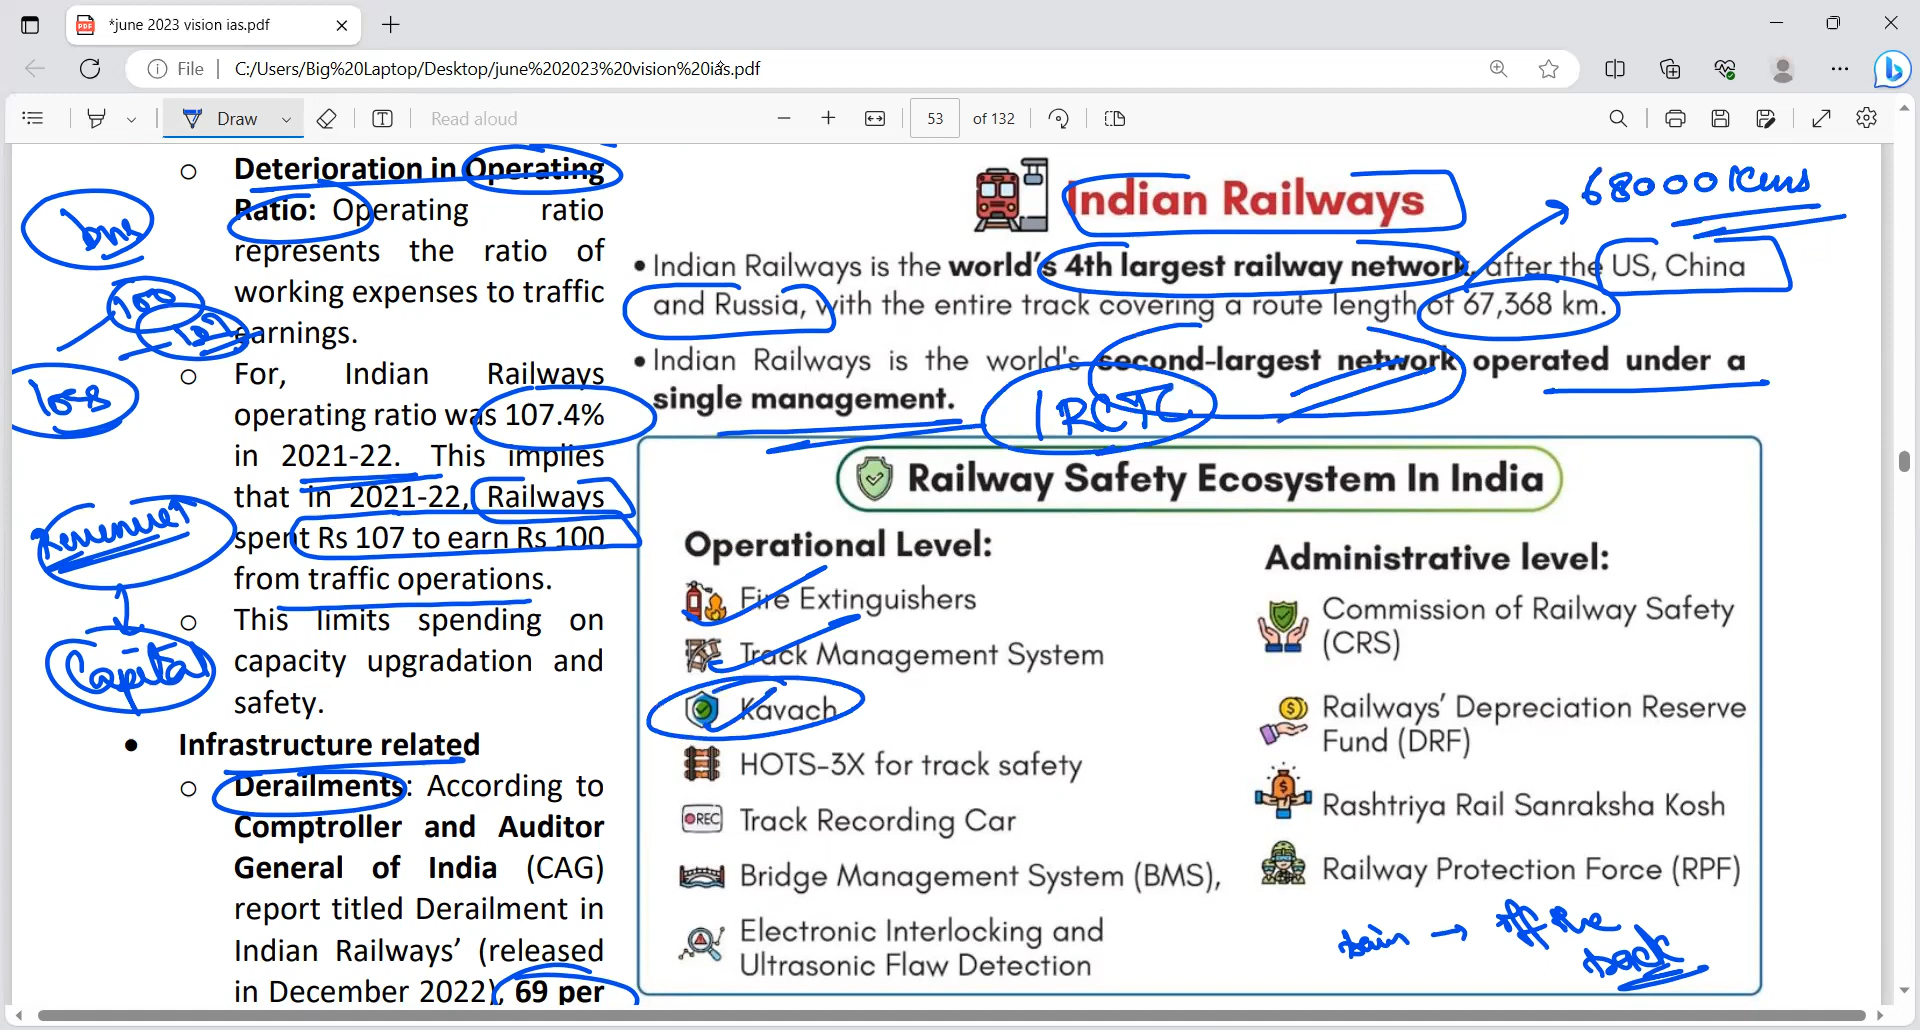 *june 2023 vision ias.pdf
File
C:/Users/Big%20Laptop/Desktop/june%202023%20vision%20ias.pdf
Draw
Read aloud
53 of 132
Deterioration in Operating
Ratio: Operating ratio
represents the ratio of
working expenses to traffic
earnings.
For, Indian Railways
operating ratio was 107.4%
in 2021-22. This implies
that in 2021-22, Railways
spent Rs 107 to earn Rs 100
from traffic operations.
This limits spending on
capacity upgradation and
safety.
• Infrastructure related
Derailments: According to
Comptroller and Auditor
General of India (CAG)
report titled Derailment in
Indian Railways’ (released
in December 2022), 69 per
100
107
loss
Revenue↑
Capital
Indian Railways
68000 Kms
• Indian Railways is the world’s 4th largest railway network, after the US, China
and Russia, with the entire track covering a route length of 67,368 km.
• Indian Railways is the world's second-largest network operated under a
single management.
IRCTC
Railway Safety Ecosystem In India
Operational Level:
Fire Extinguishers
Track Management System
Kavach
HOTS-3X for track safety
REC
Track Recording Car
Bridge Management System (BMS),
Electronic Interlocking and
Ultrasonic Flaw Detection
Administrative level:
Commission of Railway Safety
(CRS)
Railways’ Depreciation Reserve
Fund (DRF)
Rashtriya Rail Sanraksha Kosh
Railway Protection Force (RPF)
train → off the
track